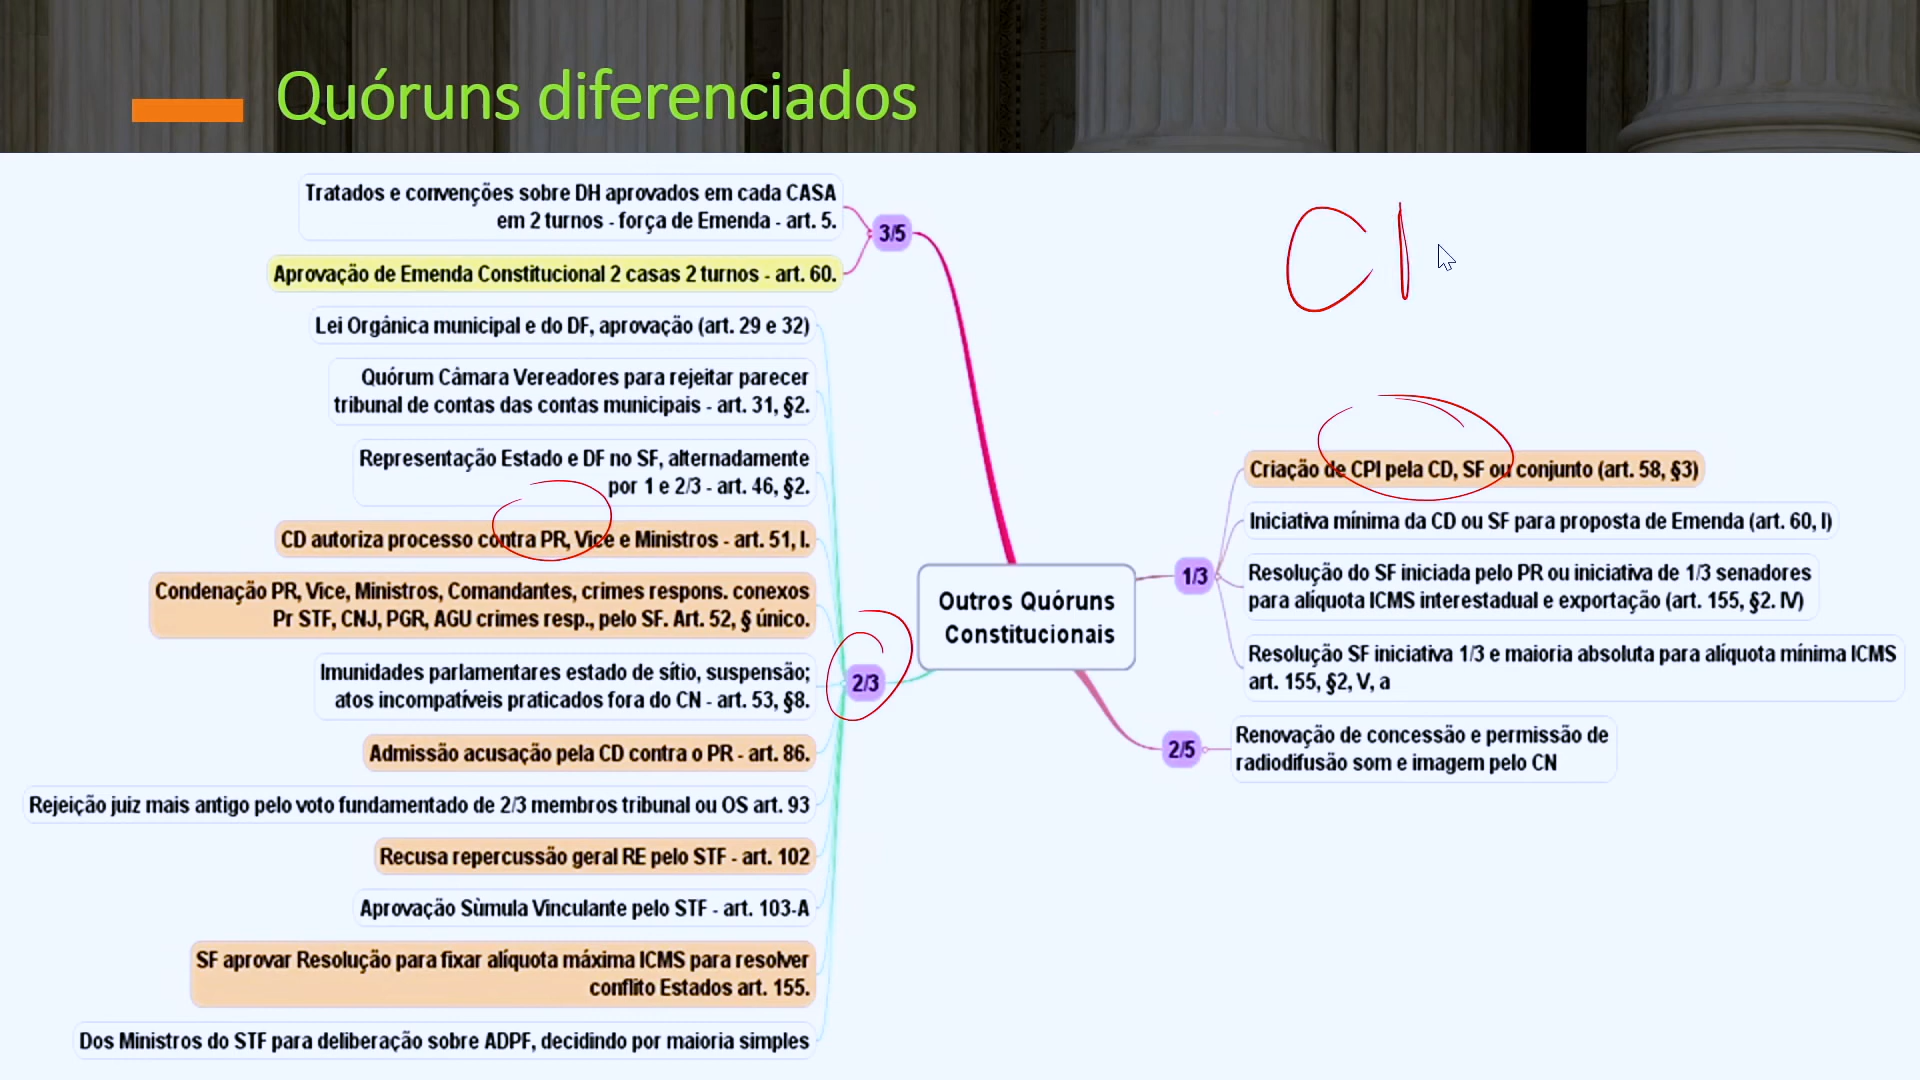 Quóruns diferenciados
Tratados e convenções sobre DH aprovados em cada CASA
em 2 turnos - força de Emenda - art. 5.
Aprovação de Emenda Constitucional 2 casas 2 turnos - art. 60.
3/5
Lei Orgânica municipal e do DF, aprovação (art. 29 e 32)
Quórum Câmara Vereadores para rejeitar parecer
tribunal de contas das contas municipais - art. 31, §2.
Representação Estado e DF no SF, alternadamente
por 1 e 2/3 - art. 46, §2.
CD autoriza processo contra PR, Vice e Ministros - art. 51, I.
Condenação PR, Vice, Ministros, Comandantes, crimes respons. conexos
Pr STF, CNJ, PGR, AGU crimes resp., pelo SF. Art. 52, § único.
Imunidades parlamentares estado de sítio, suspensão;
atos incompatíveis praticados fora do CN - art. 53, §8.
Admissão acusação pela CD contra o PR - art. 86.
Rejeição juiz mais antigo pelo voto fundamentado de 2/3 membros tribunal ou OS art. 93
Recusa repercussão geral RE pelo STF - art. 102
Aprovação Sùmula Vinculante pelo STF - art. 103-A
SF aprovar Resolução para fixar alíquota máxima ICMS para resolver
conflito Estados art. 155.
Dos Ministros do STF para deliberação sobre ADPF, decidindo por maioria simples
2/3
Outros Quóruns
Constitucionais
CI
1/3
Criação de CPI pela CD, SF ou conjunto (art. 58, §3)
Iniciativa mínima da CD ou SF para proposta de Emenda (art. 60, I)
Resolução do SF iniciada pelo PR ou iniciativa de 1/3 senadores
para alíquota ICMS interestadual e exportação (art. 155, §2. IV)
Resolução SF iniciativa 1/3 e maioria absoluta para alíquota mínima ICMS
art. 155, §2, V, a
2/5
Renovação de concessão e permissão de
radiodifusão som e imagem pelo CN